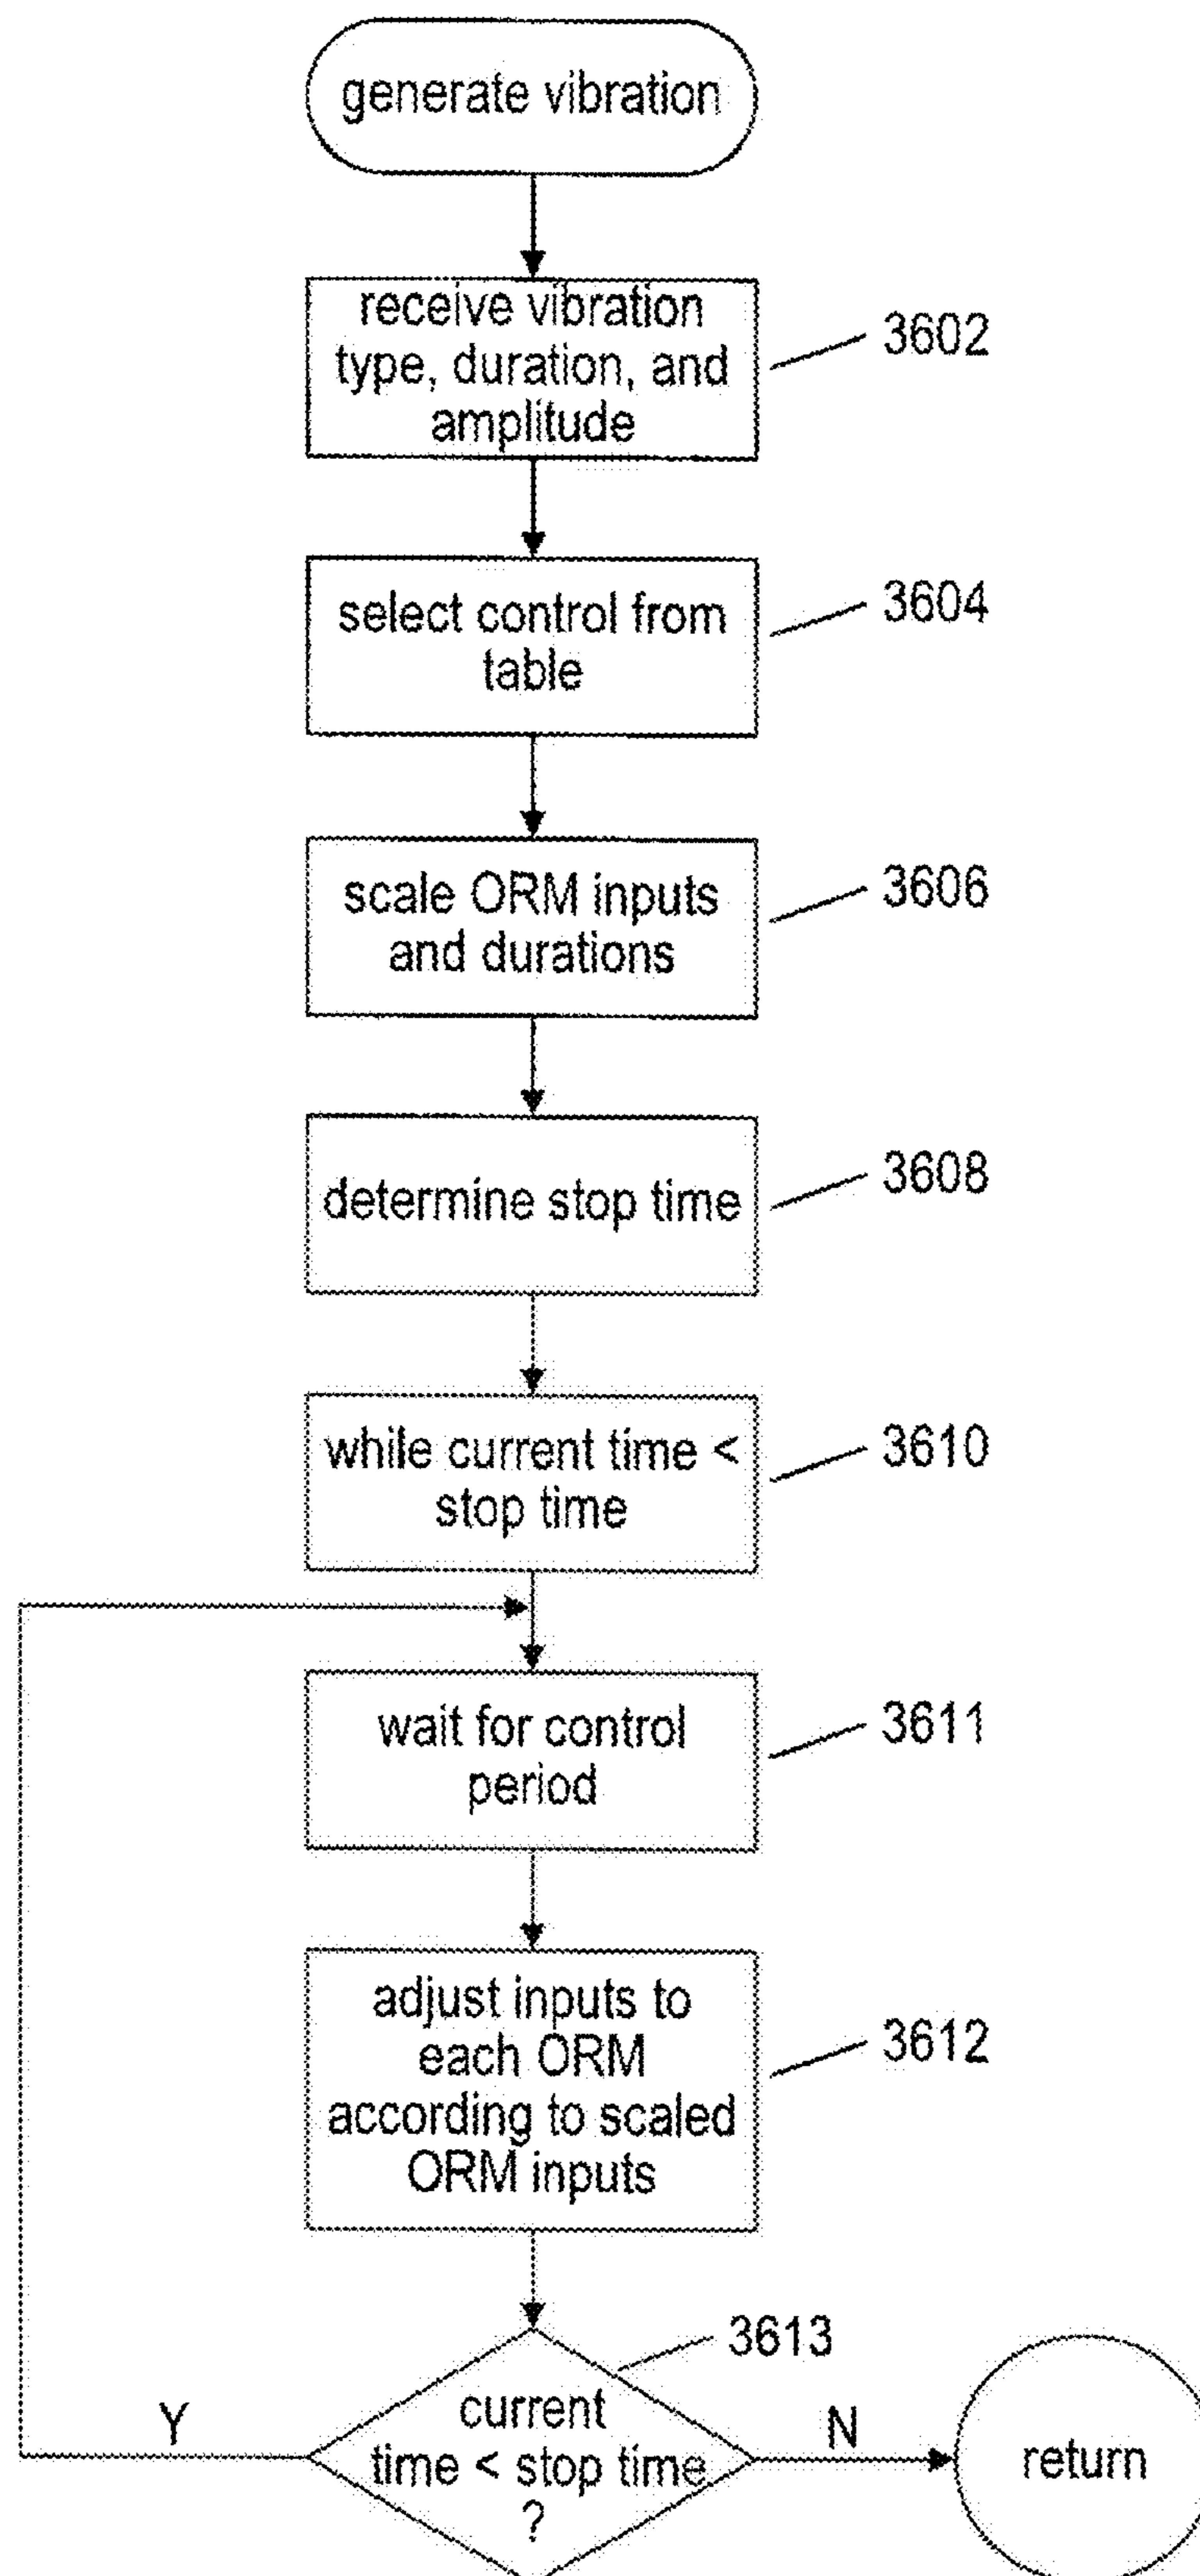 generate vibration
receive vibration
type, duration, and
amplitude
3602
select control from
table
3604
scale ORM inputs
and durations
3606
determine stop time
3608
while current time <
stop time
3610
wait for control
period
3611
adjust inputs to
each ORM
according to scaled
ORM inputs
3612
3613
current
time < stop time
?
Y
N
return